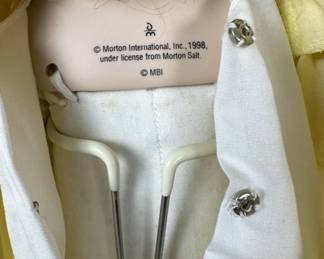 © Morton International, Inc., 1998,
under license from Morton Salt
© MBI